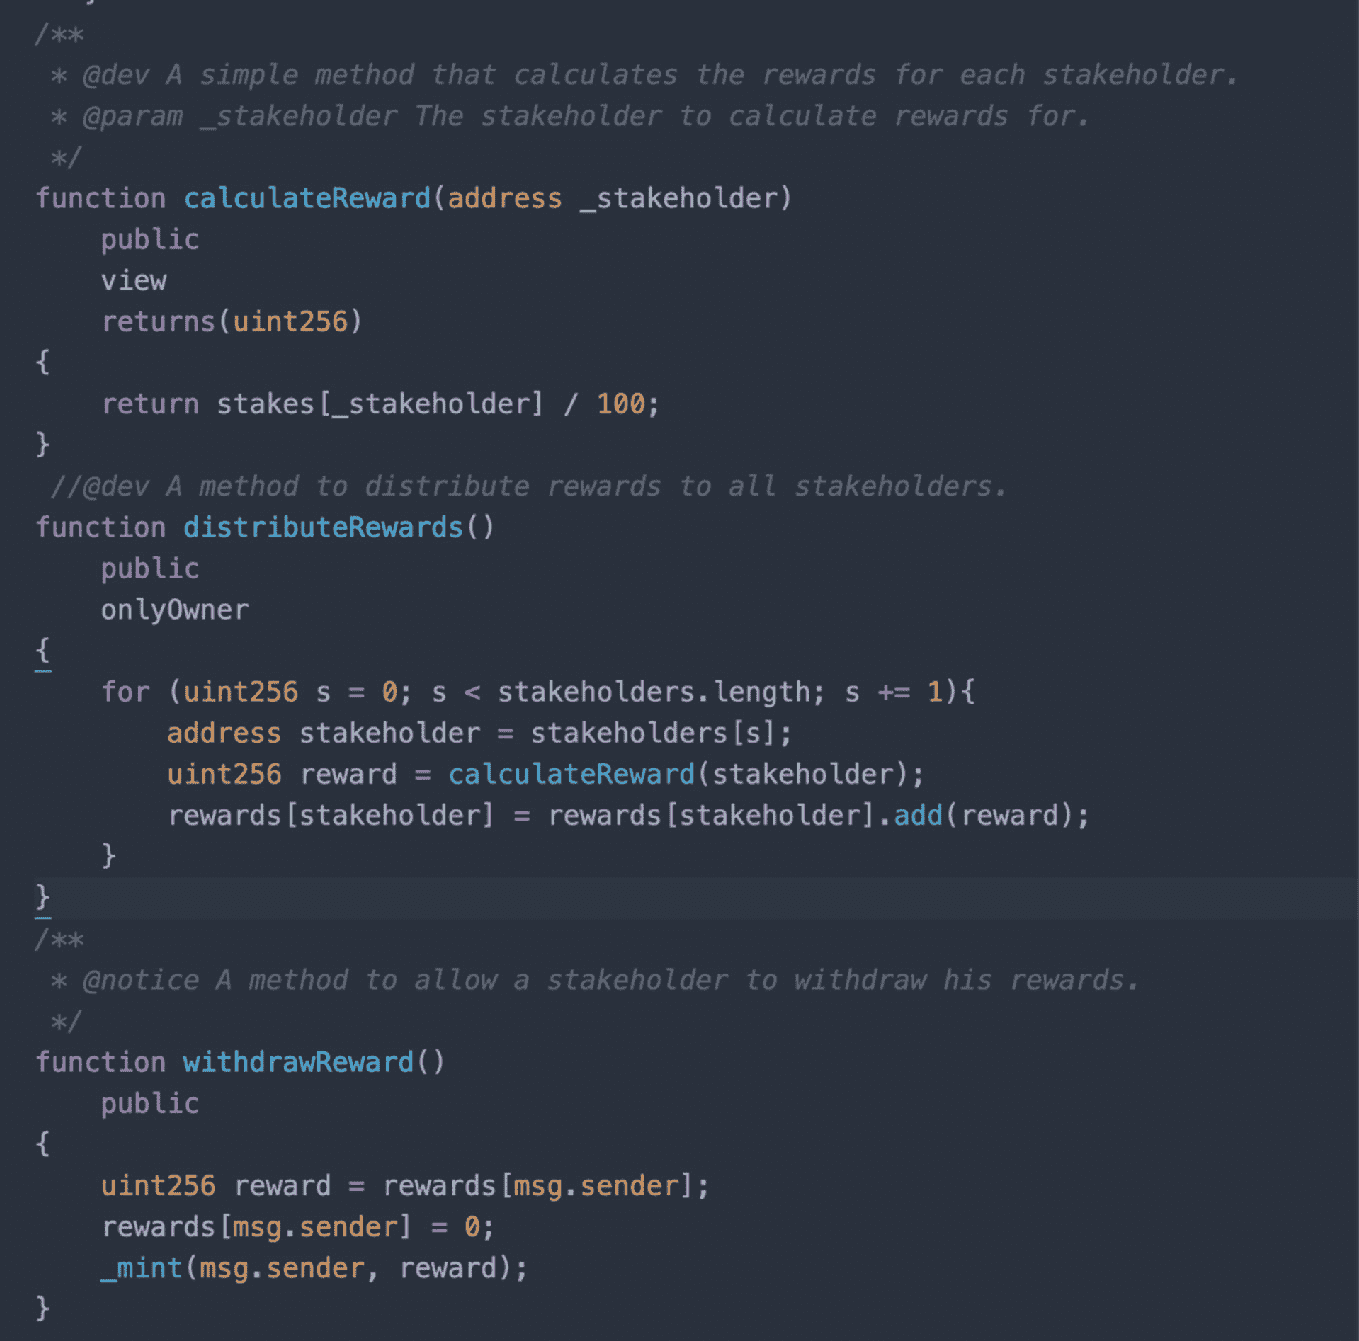 /**
 * @dev A simple method that calculates the rewards for each stakeholder.
 * @param _stakeholder The stakeholder to calculate rewards for.
 */
function calculateReward(address _stakeholder)
    public
    view
    returns(uint256)
{
    return stakes[_stakeholder] / 100;
}
 //@dev A method to distribute rewards to all stakeholders.
function distributeRewards()
    public
    onlyOwner
{
    for (uint256 s = 0; s < stakeholders.length; s += 1){
        address stakeholder = stakeholders[s];
        uint256 reward = calculateReward(stakeholder);
        rewards[stakeholder] = rewards[stakeholder].add(reward);
    }
}
/**
 * @notice A method to allow a stakeholder to withdraw his rewards.
 */
function withdrawReward()
    public
{
    uint256 reward = rewards[msg.sender];
    rewards[msg.sender] = 0;
    _mint(msg.sender, reward);
}